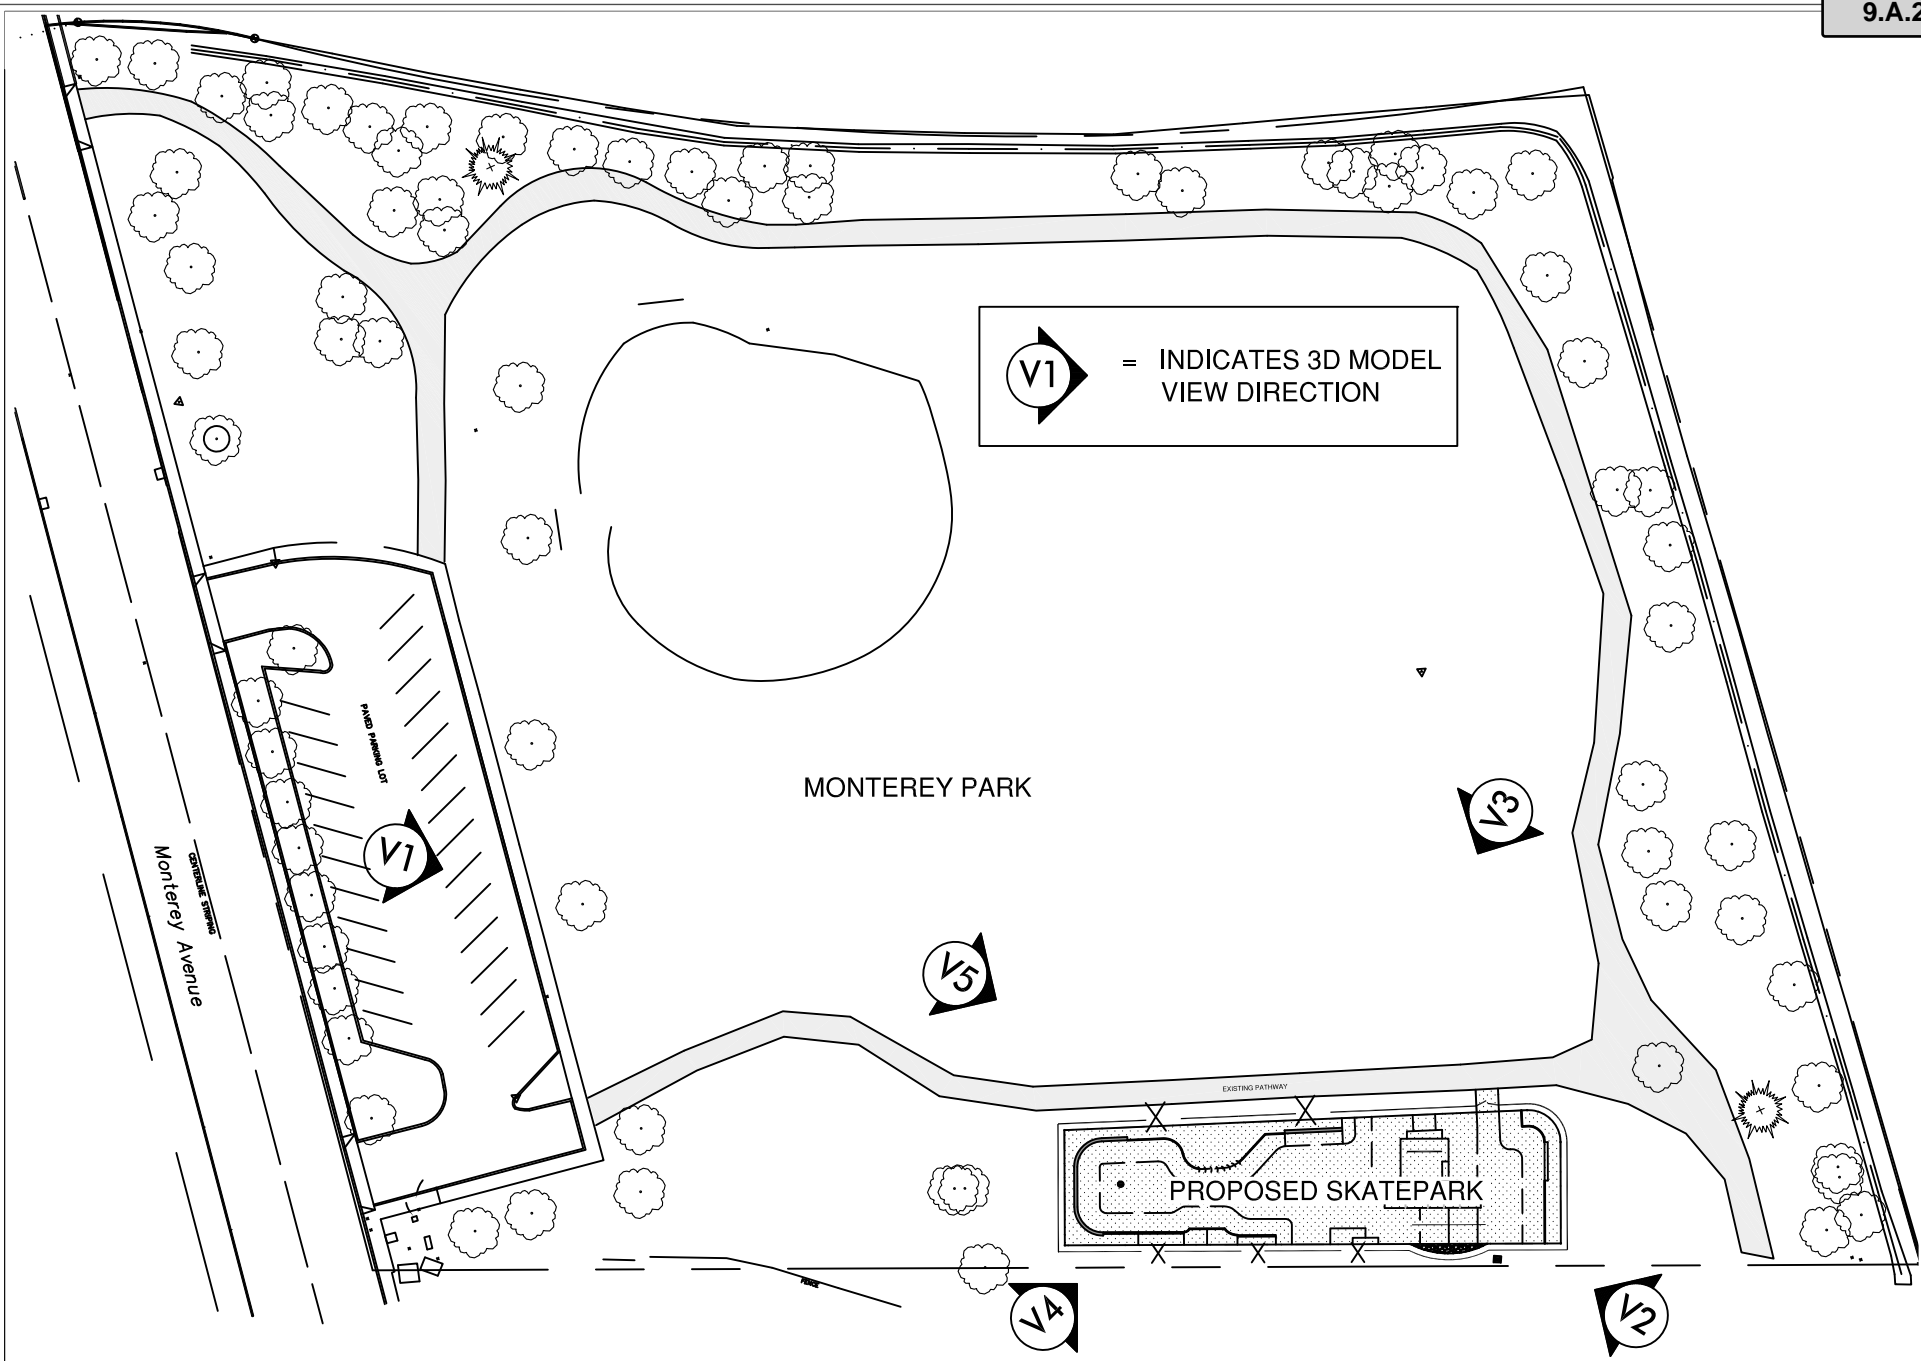 9.A.2
V1
= INDICATES 3D MODEL
VIEW DIRECTION
PAVED PARKING LOT
MONTEREY PARK
V3
V1
CENTERLINE STRIPING
Monterey Avenue
V5
EXISTING PATHWAY
PROPOSED SKATEPARK
FENCE
V4
V2